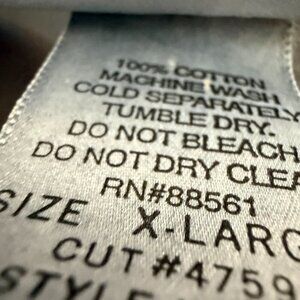 100% COTTON
MACHINE WASH
COLD SEPARATELY
TUMBLE DRY.
DO NOT BLEACH
DO NOT DRY CLEA
RN#88561
SIZE X-LARG
CUT #4759
STYLE